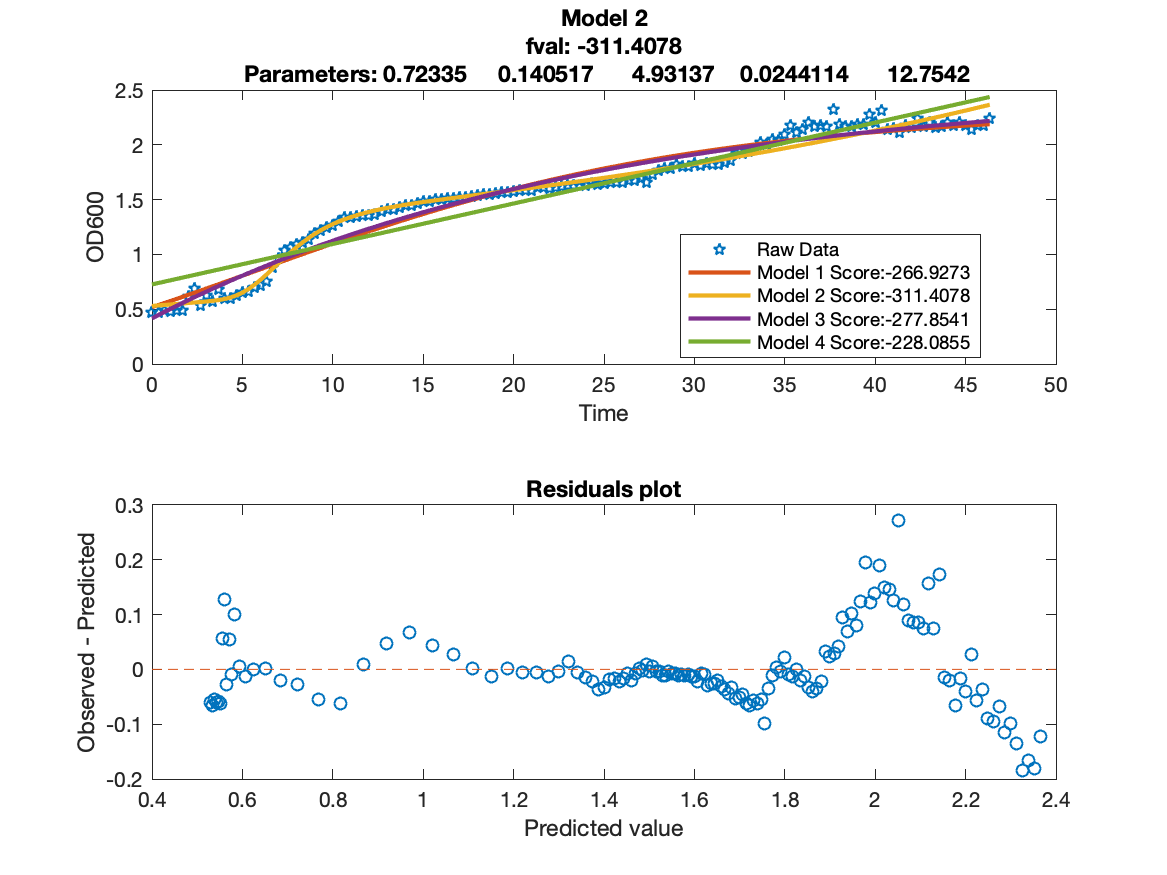 Model 2
fval: -311.4078
Parameters: 0.72335 0.140517 4.93137 0.0244114 12.7542
2.5
2
1.5
1
0.5
0
OD600
Raw Data
Model 1 Score:-266.9273
Model 2 Score:-311.4078
Model 3 Score:-277.8541
Model 4 Score:-228.0855
0 5 10 15 20 25 30 35 40 45 50
Time
Residuals plot
0.3
0.2
0.1
0
-0.1
-0.2
Observed - Predicted
0.4 0.6 0.8 1 1.2 1.4 1.6 1.8 2 2.2 2.4
Predicted value